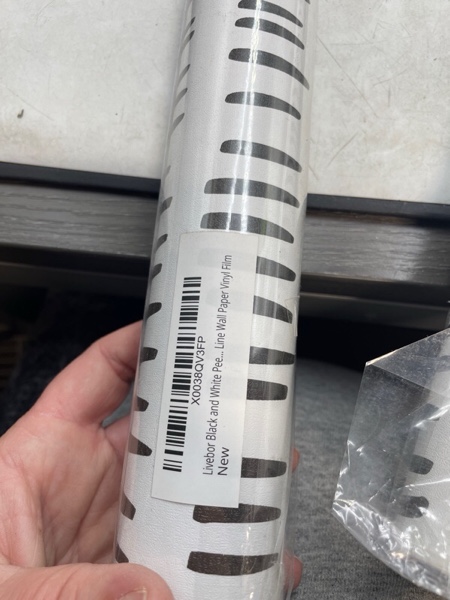 X0038QV3FP
Livebor Black and White Pee... Line Wall Paper Vinyl Film
New